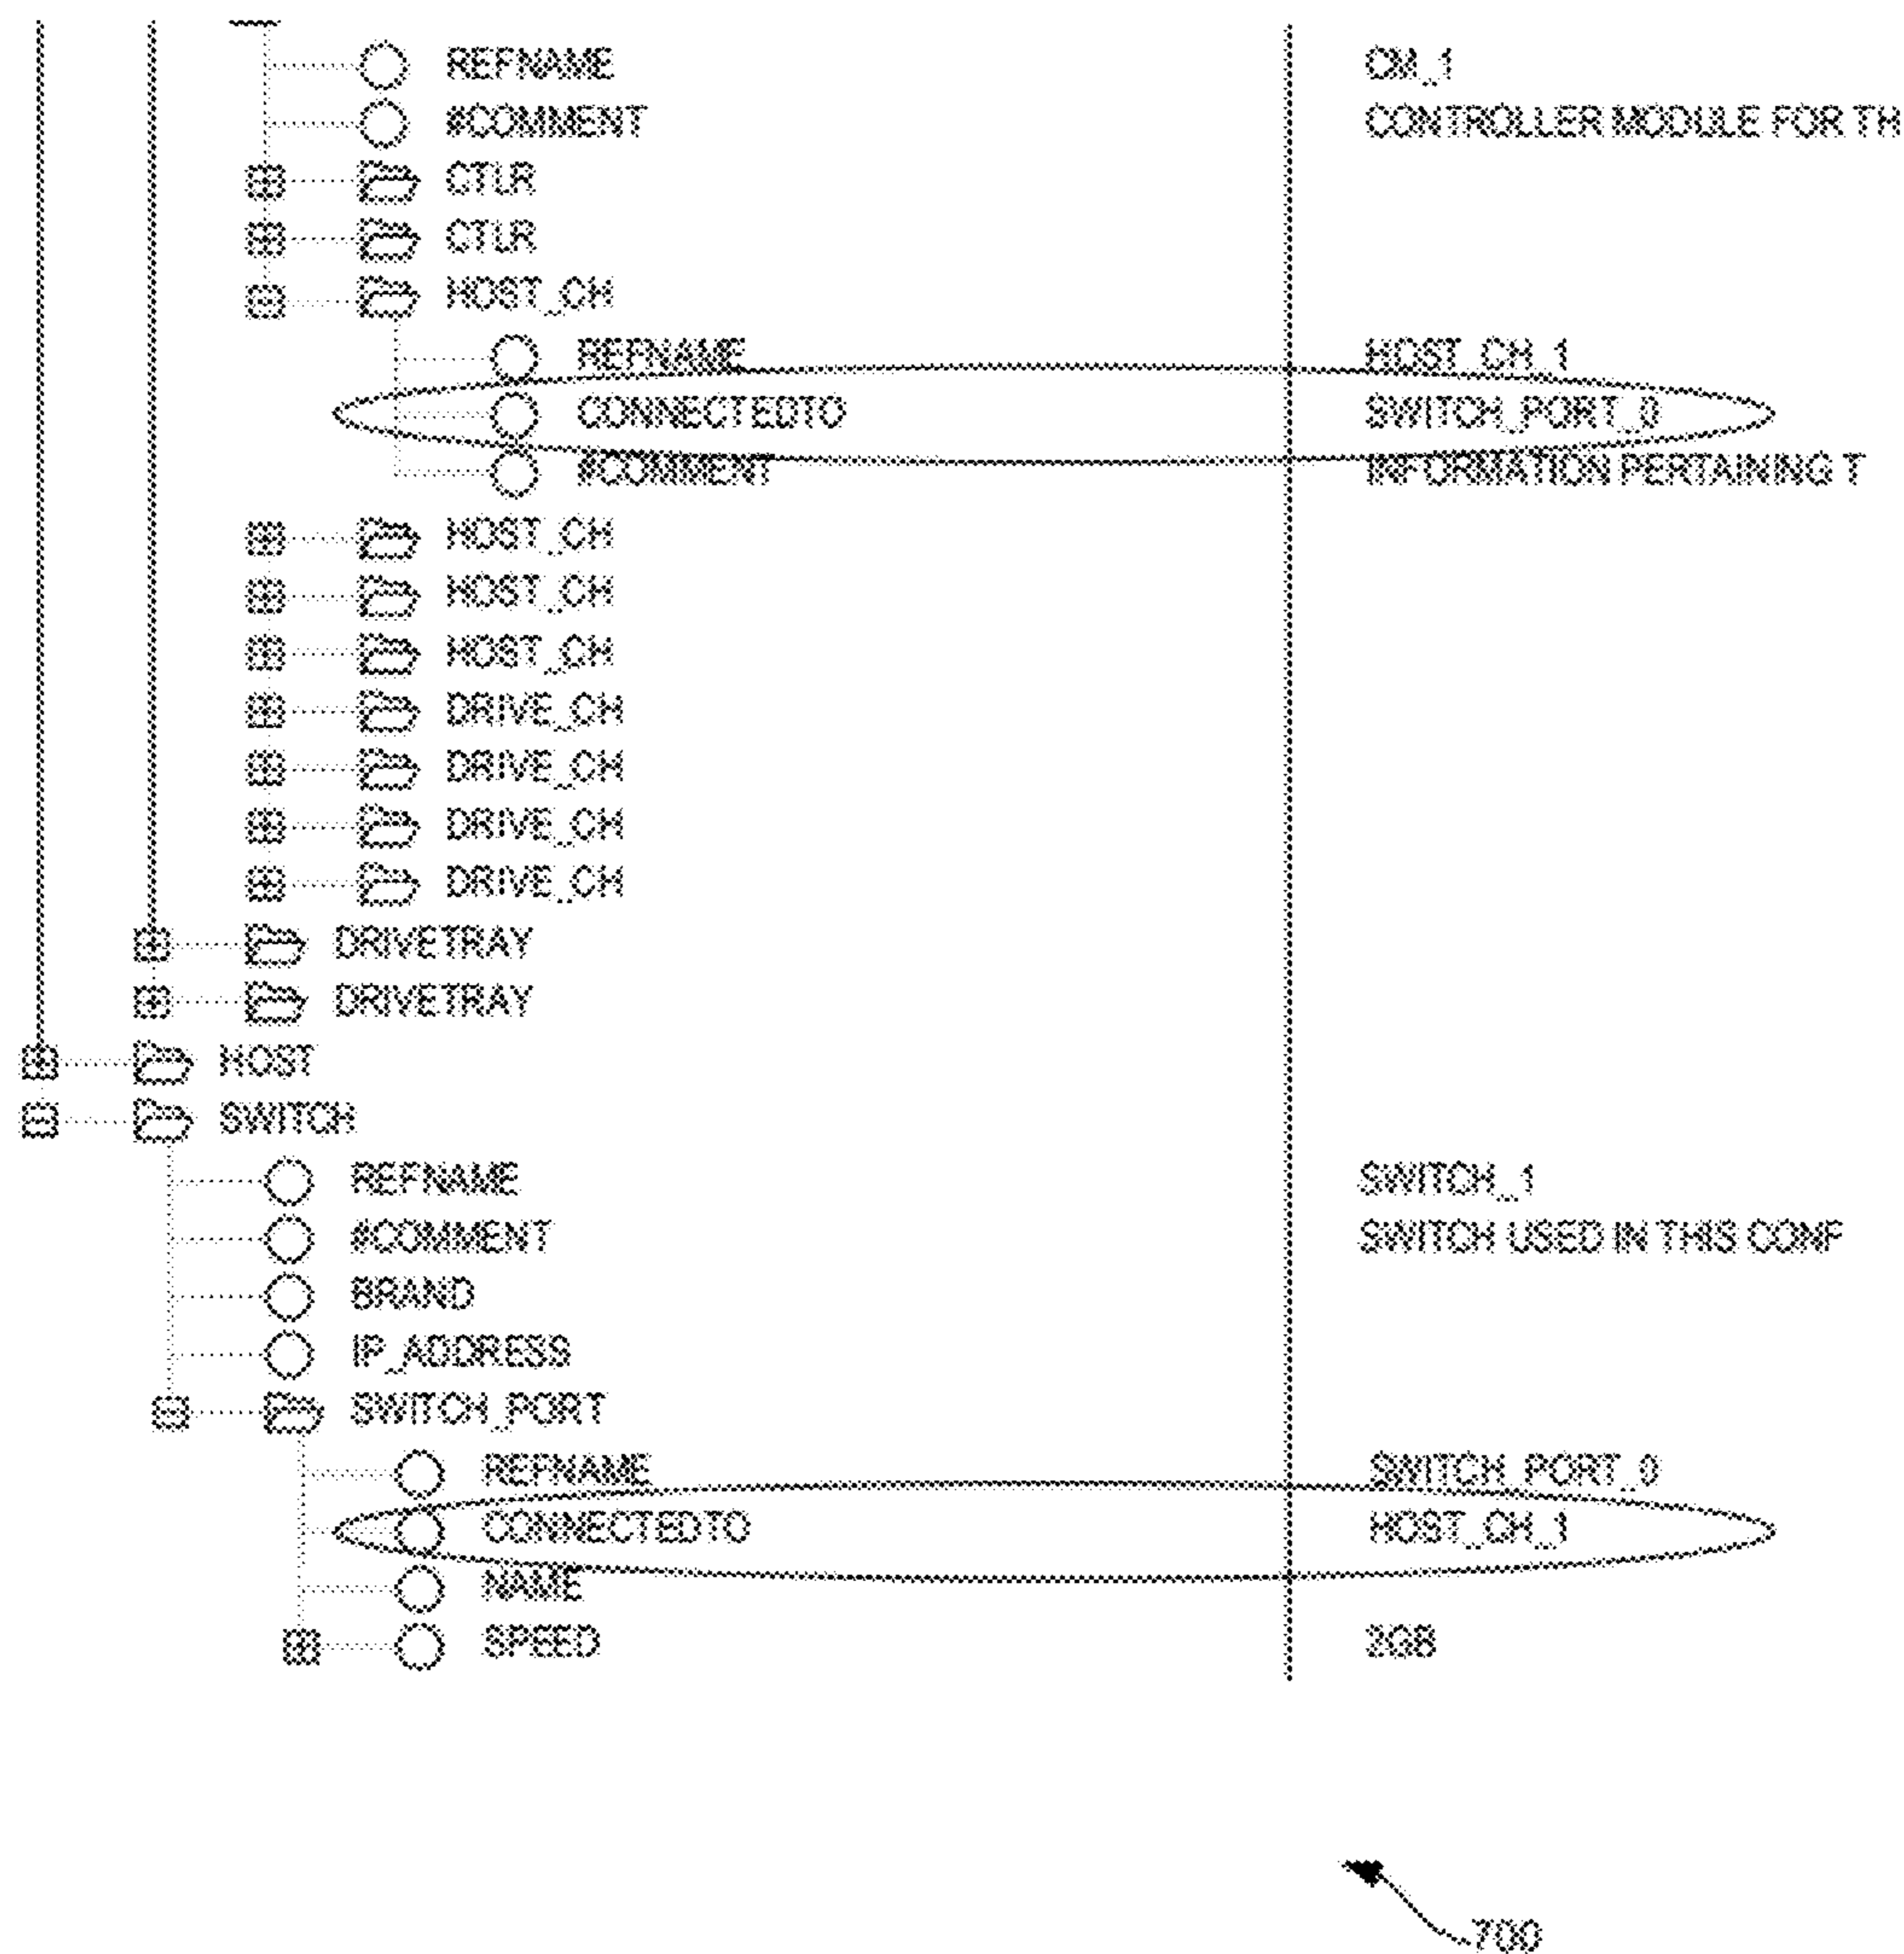 REFNAME CM_1
#COMMENT CONTROLLER MODULE FOR TH
CTLR
CTLR
HOST_CH
REFNAME HOST_CH_1
CONNECTEDTO SWITCH_PORT_0
#COMMENT INFORMATION PERTAINING T
HOST_CH
HOST_CH
HOST_CH
DRIVE_CH
DRIVE_CH
DRIVE_CH
DRIVE_CH
DRIVETRAY
DRIVETRAY
HOST
SWITCH
REFNAME SWITCH_1
#COMMENT SWITCH USED IN THIS CONF
BRAND
IP_ADDRESS
SWITCH_PORT
REFNAME SWITCH_PORT_0
CONNECTEDTO HOST_CH_1
NAME
SPEED 2GB
700